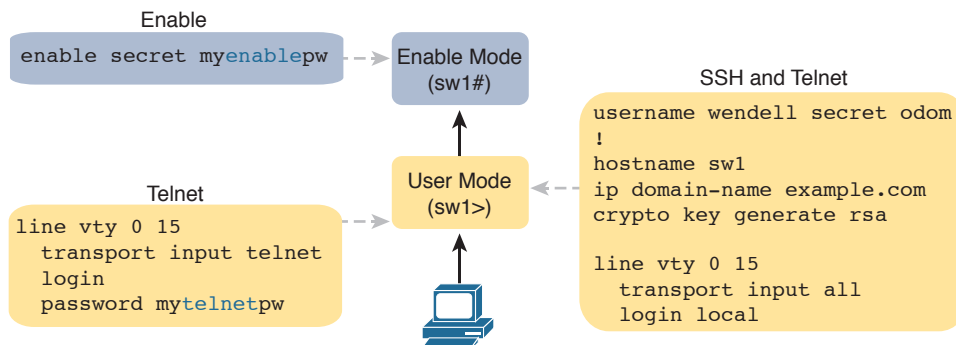 Enable
enable secret myenablepw
Enable Mode
(sw1#)
SSH and Telnet
username wendell secret odom
!
hostname sw1
ip domain-name example.com
crypto key generate rsa
line vty 0 15
transport input all
login local
User Mode
(sw1>)
Telnet
line vty 0 15
transport input telnet
login
password mytelnetpw